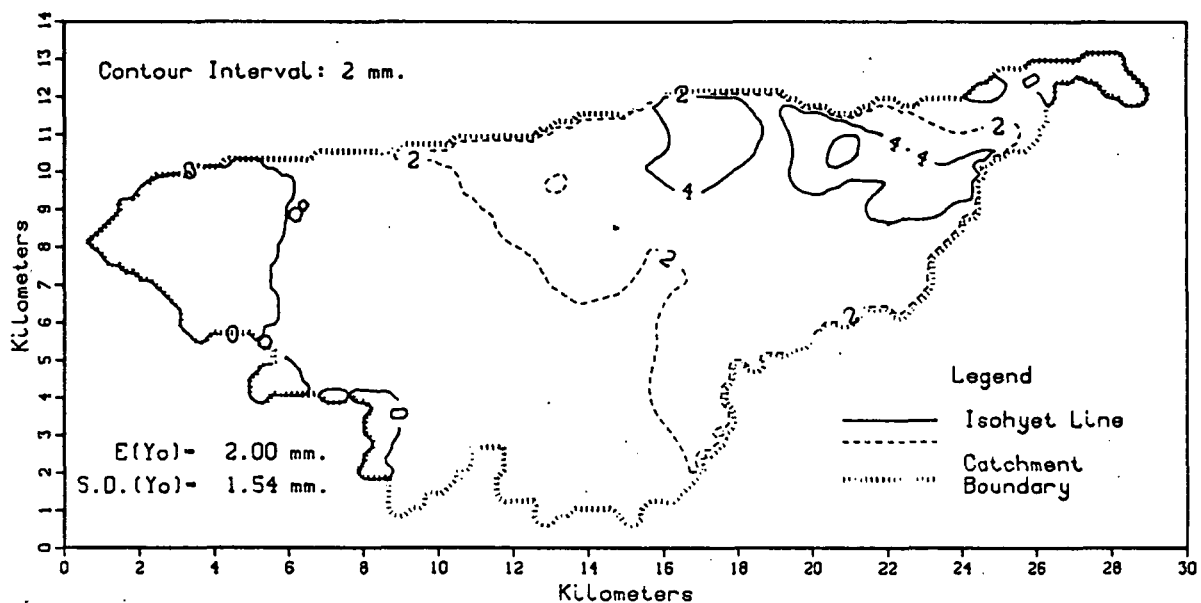 Contour Interval: 2 mm.
E(Yo)= 2.00 mm.
S.D.(Yo)= 1.54 mm.
Legend
Isohyet Line
Catchment
Boundary
2
2
2
4
4
4
2
2
2
0
0
0 1 2 3 4 5 6 7 8 9 10 11 12 13 14
Kilometers
0 2 4 6 8 10 12 14 16 18 20 22 24 26 28 30
Kilometers